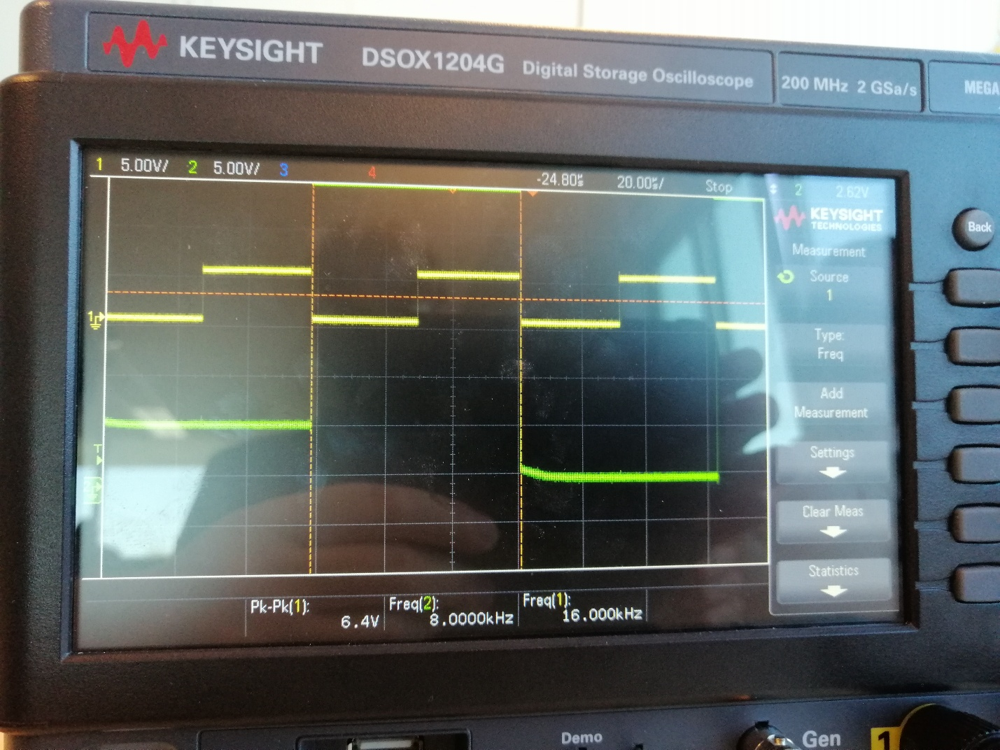 KEYSIGHT DSOX1204G Digital Storage Oscilloscope 200 MHz 2 GSa/s MEGA
1 5.00V/ 2 5.00V/ 3 4 -24.80µs 20.00µs/ Stop 2 2.62V
KEYSIGHT
TECHNOLOGIES
Back
Measurement
Source
1
Type:
Freq
Add
Measurement
Settings
Clear Meas
Statistics
1
T
Pk-Pk(1): Freq(2): Freq(1):
6.4V 8.0000kHz 16.000kHz
Demo Gen 1